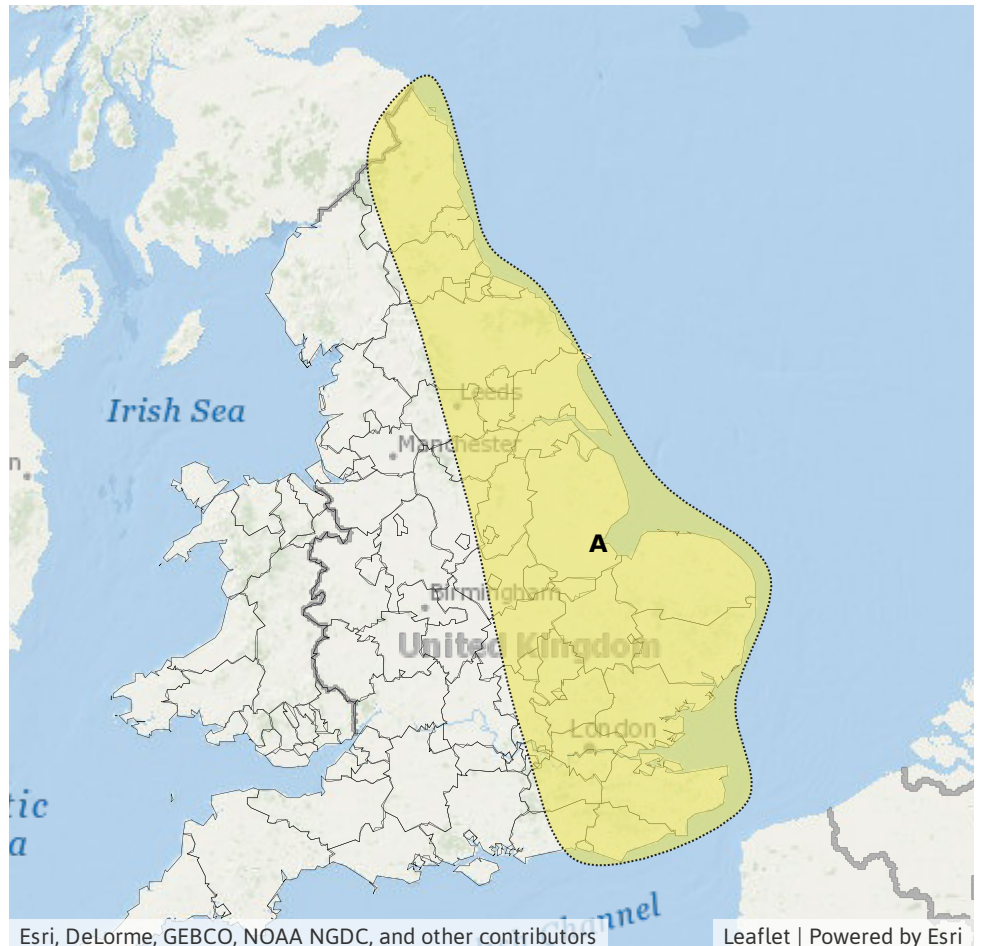 Leeds
Irish Sea
Manchester
n
A
Birmingham
United Kingdom
London
tic
a
Channel
Esri, DeLorme, GEBCO, NOAA NGDC, and other contributors
Leaflet | Powered by Esri